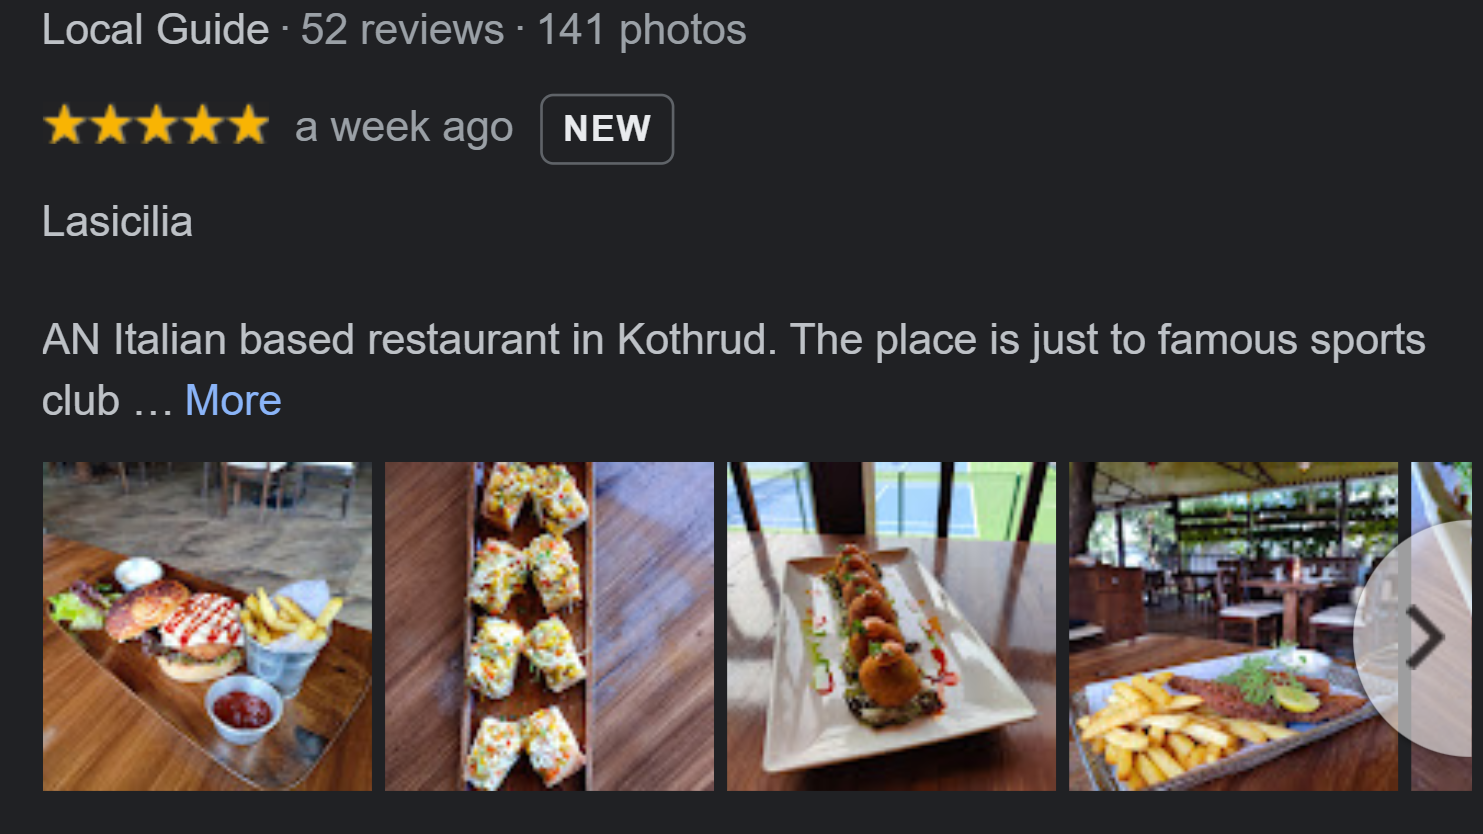 Local Guide · 52 reviews · 141 photos
a week ago NEW
Lasicilia
AN Italian based restaurant in Kothrud. The place is just to famous sports
club … More